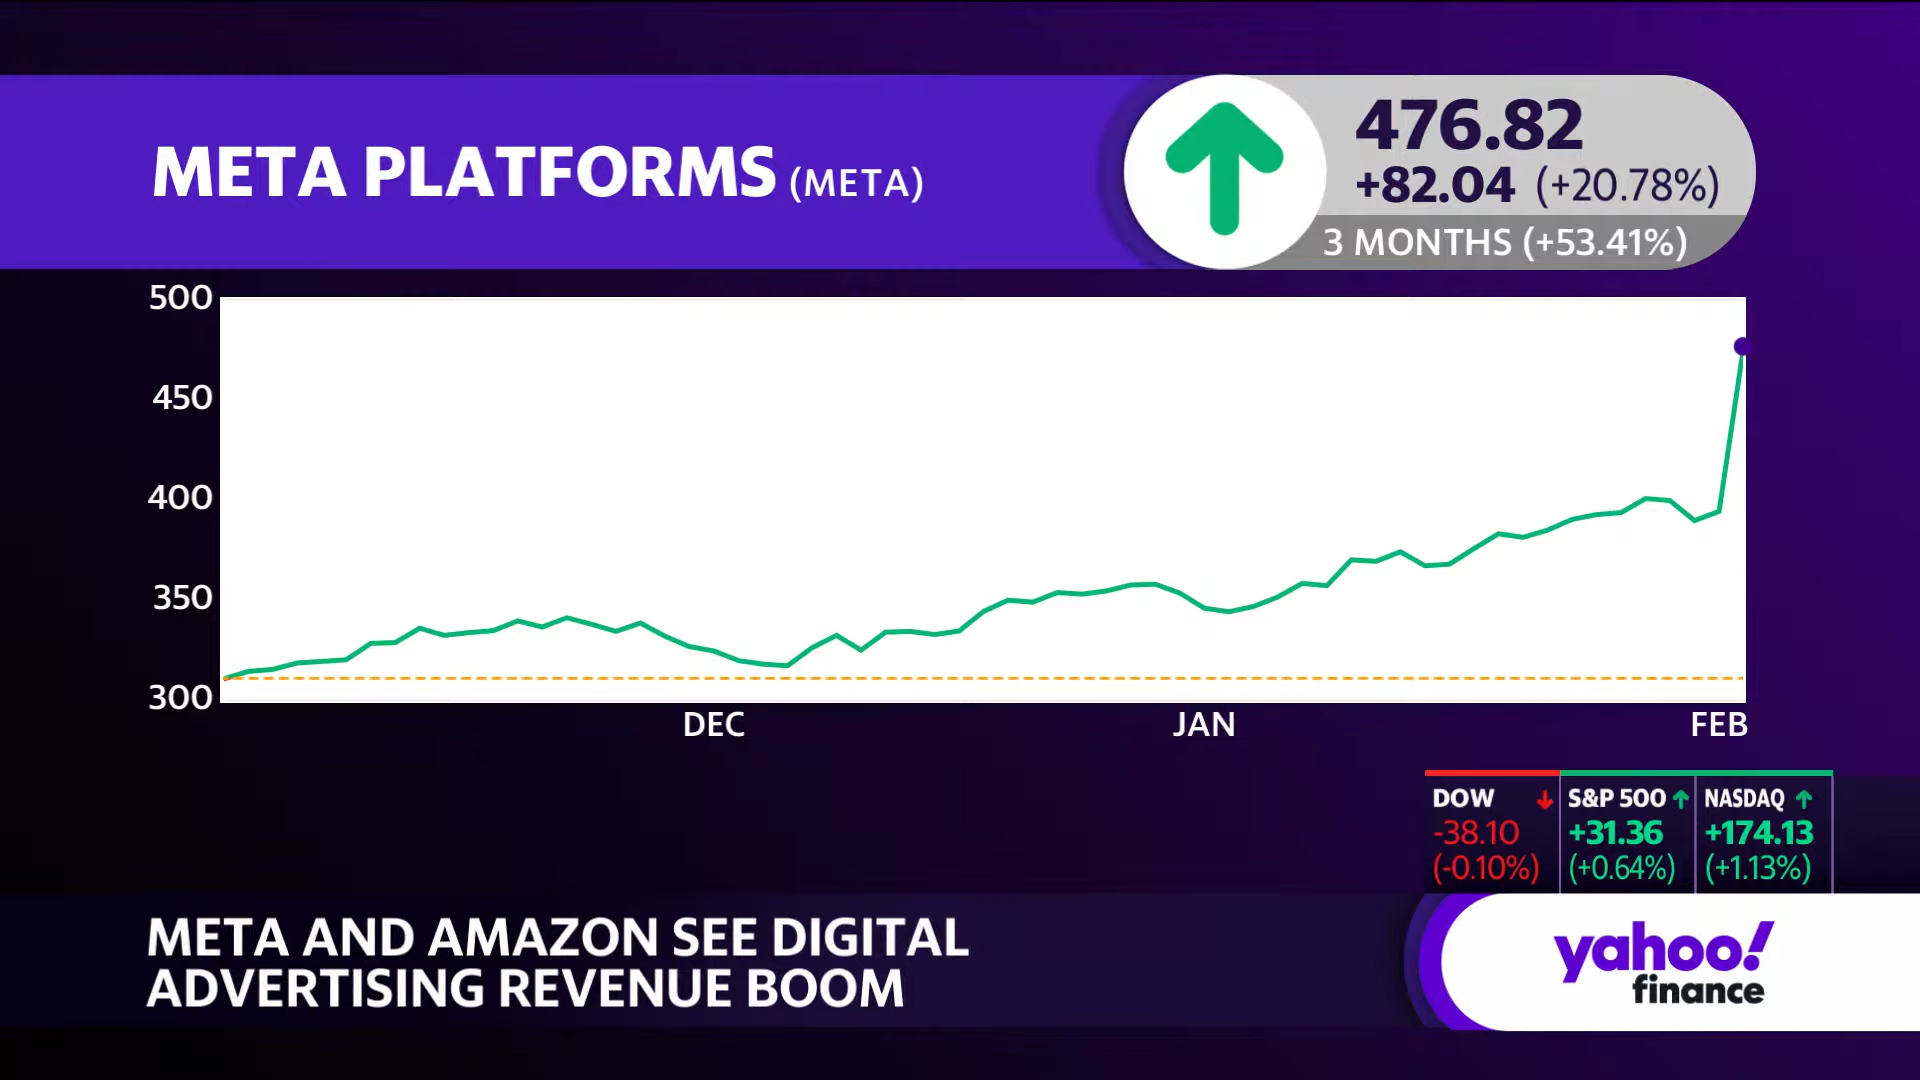 META PLATFORMS (META)
476.82
+82.04 (+20.78%)
3 MONTHS (+53.41%)
500
450
400
350
300
DEC JAN FEB
DOW S&P 500 NASDAQ
-38.10 +31.36 +174.13
(-0.10%) (+0.64%) (+1.13%)
META AND AMAZON SEE DIGITAL
ADVERTISING REVENUE BOOM
yahoo!
finance